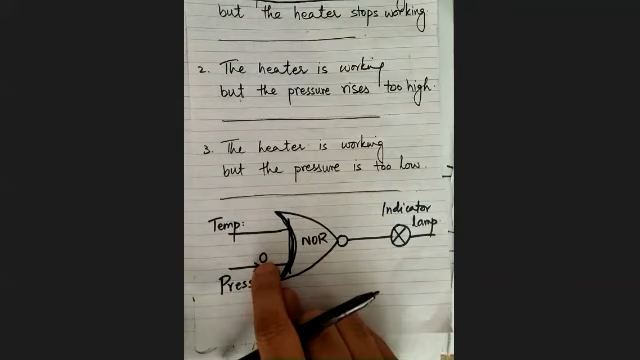 but the heater stops working
2. The heater is working
but the pressure rises too high.
3. The heater is working
but the pressure is too low.
Indicator
lamp
Temp:
NOR
0
Press